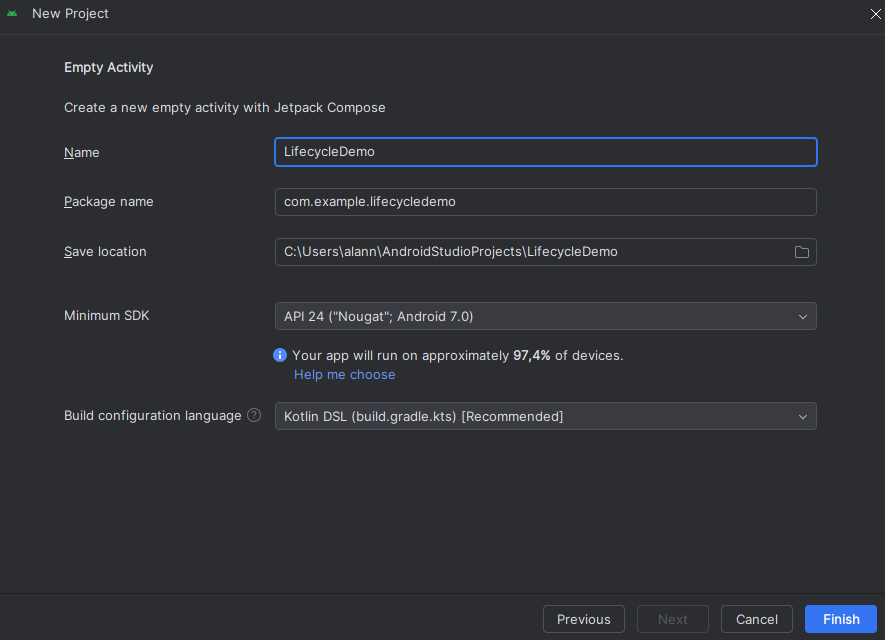 New Project
Empty Activity
Create a new empty activity with Jetpack Compose
Name
LifecycleDemo
Package name
com.example.lifecycledemo
Save location
C:\Users\alann\AndroidStudioProjects\LifecycleDemo
Minimum SDK
API 24 ("Nougat"; Android 7.0)
Your app will run on approximately 97,4% of devices.
Help me choose
Build configuration language ?
Kotlin DSL (build.gradle.kts) [Recommended]
Previous
Next
Cancel
Finish